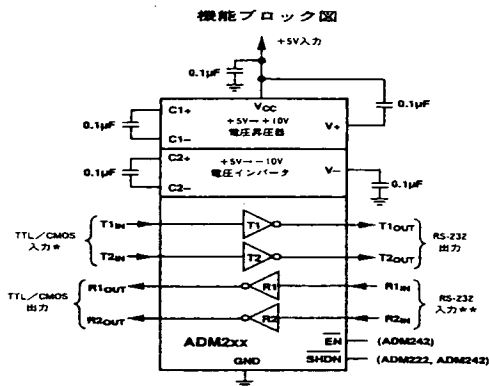 機能ブロック図
+5V入力
0.1μF
0.1μF
C1+
VCC
V+
+5V→+10V
電圧昇圧器
0.1μF
C1−
C2+
+5V→−10V
電圧インバータ
V−
0.1μF
C2−
0.1μF
TTL/CMOS
入力*
T1IN
T1
T1OUT
RS-232
出力
T2IN
T2
T2OUT
TTL/CMOS
出力
R1OUT
R1
R1IN
RS-232
入力**
R2OUT
R2
R2IN
ADM2xx
EN
(ADM242)
SHDN
(ADM222, ADM242)
GND